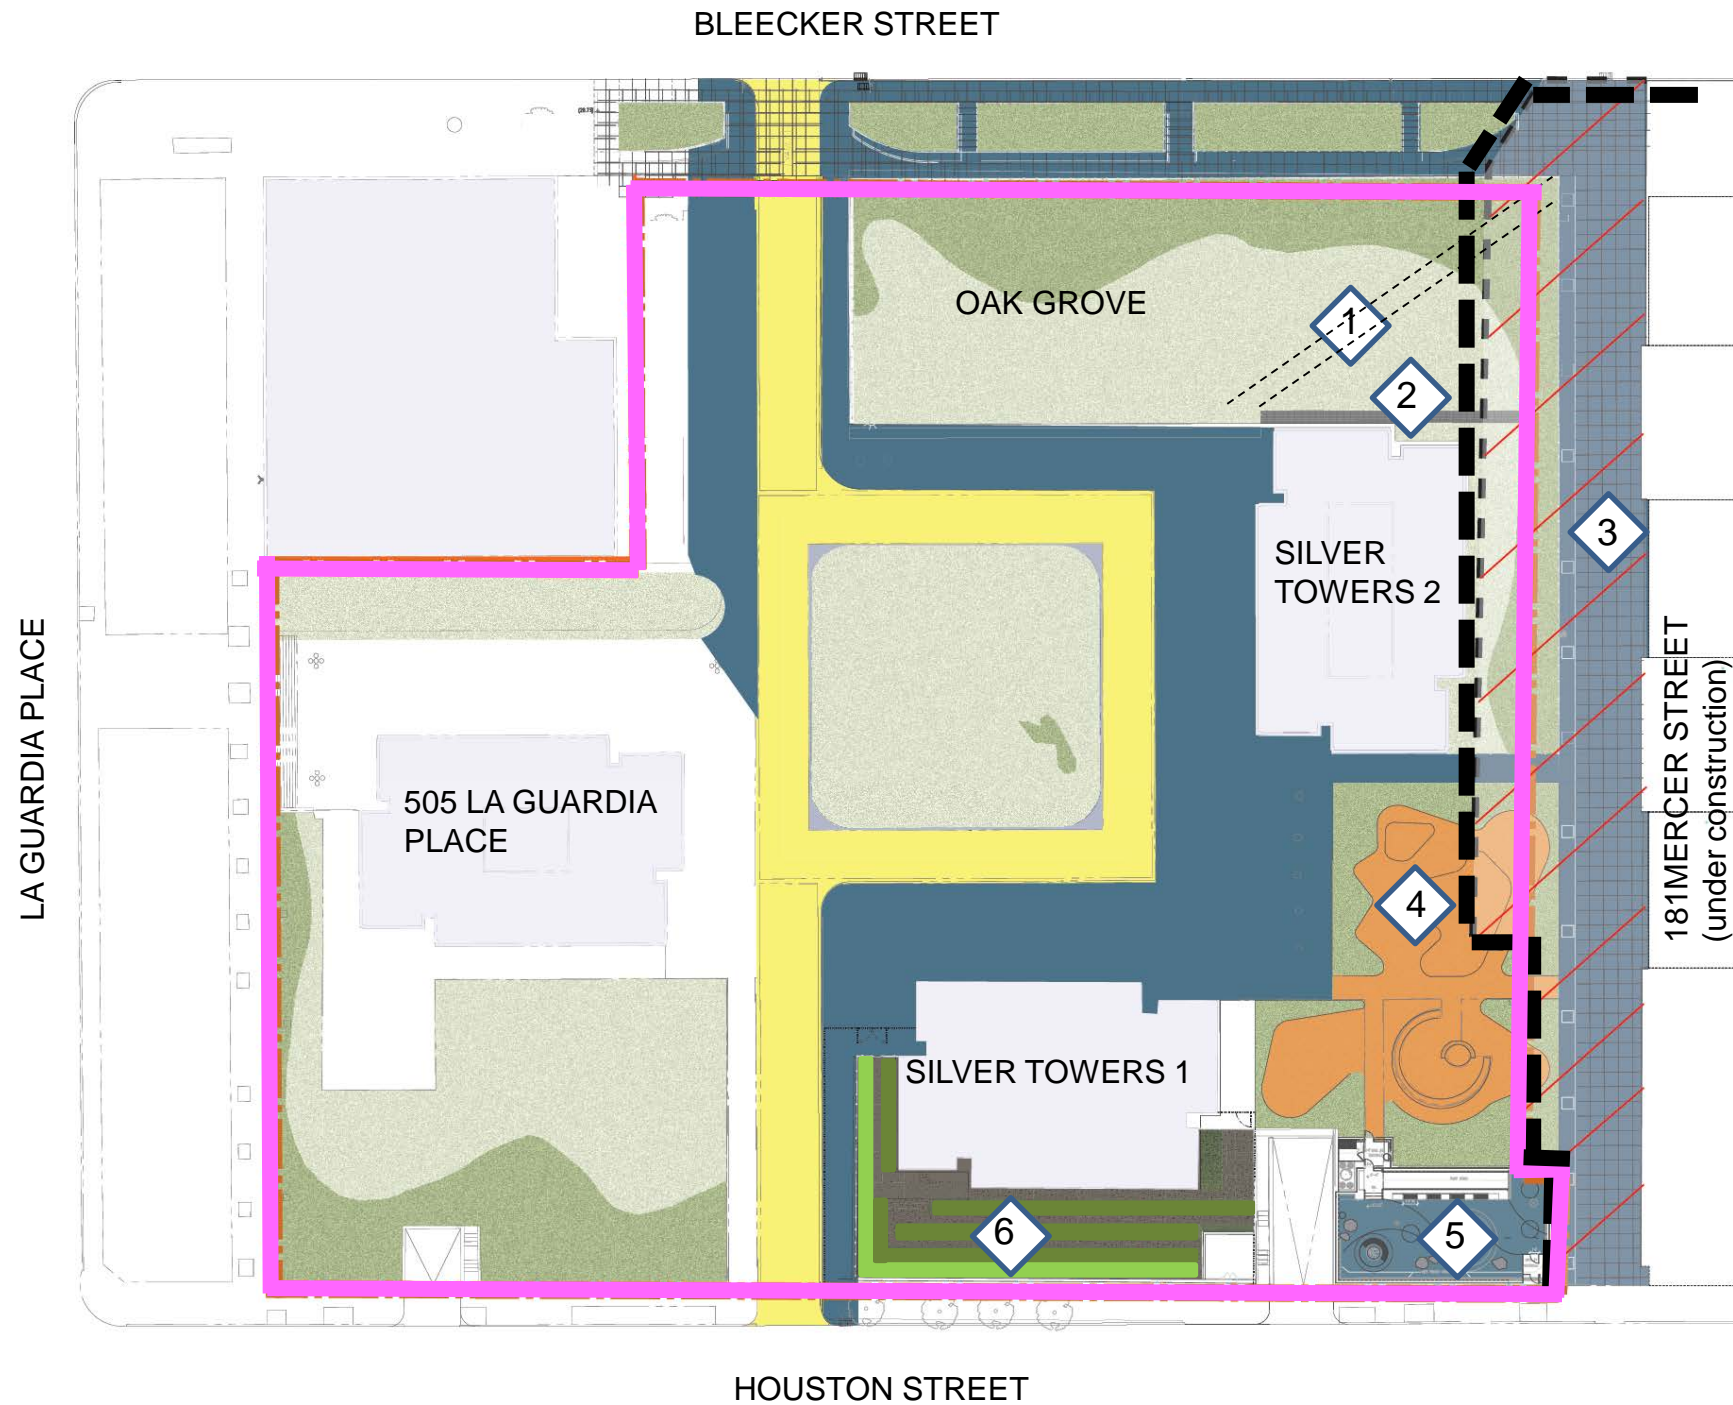 BLEECKER STREET
OAK GROVE
1
2
3
SILVER
TOWERS 2
LA GUARDIA PLACE
181MERCER STREET
(under construction)
505 LA GUARDIA
PLACE
4
SILVER TOWERS 1
6
5
HOUSTON STREET